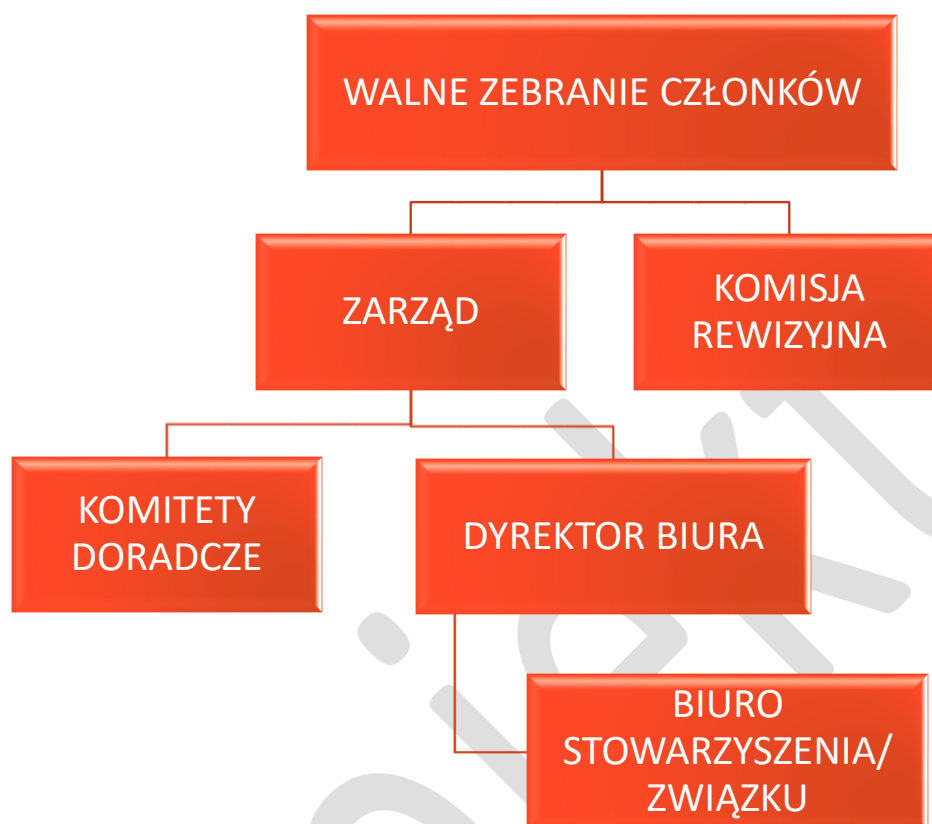 WALNE ZEBRANIE CZŁONKÓW
ZARZĄD
KOMISJA
REWIZYJNA
KOMITETY
DORADCZE
DYREKTOR BIURA
BIURO
STOWARZYSZENIA/
ZWIĄZKU